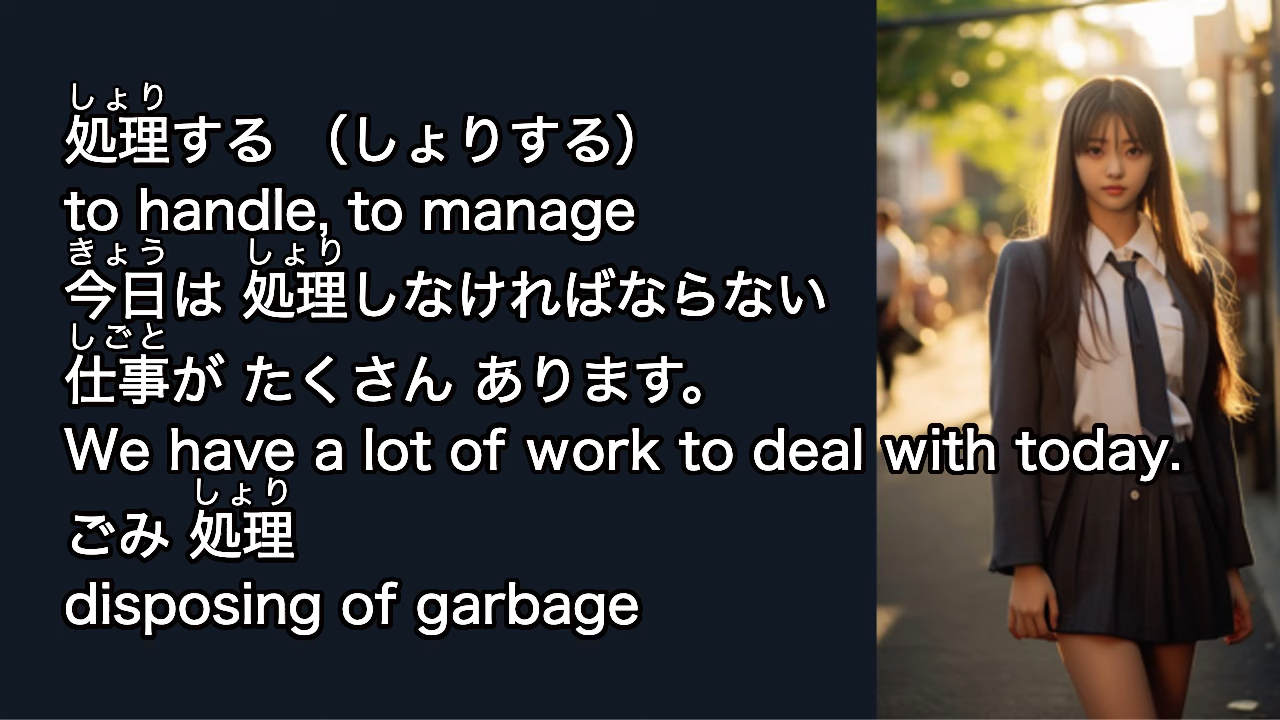 しょり
処理する （しょりする）
to handle, to manage
きょう しょり
今日は 処理しなければならない
しごと
仕事が たくさん あります。
We have a lot of work to deal with today.
しょり
ごみ 処理
disposing of garbage